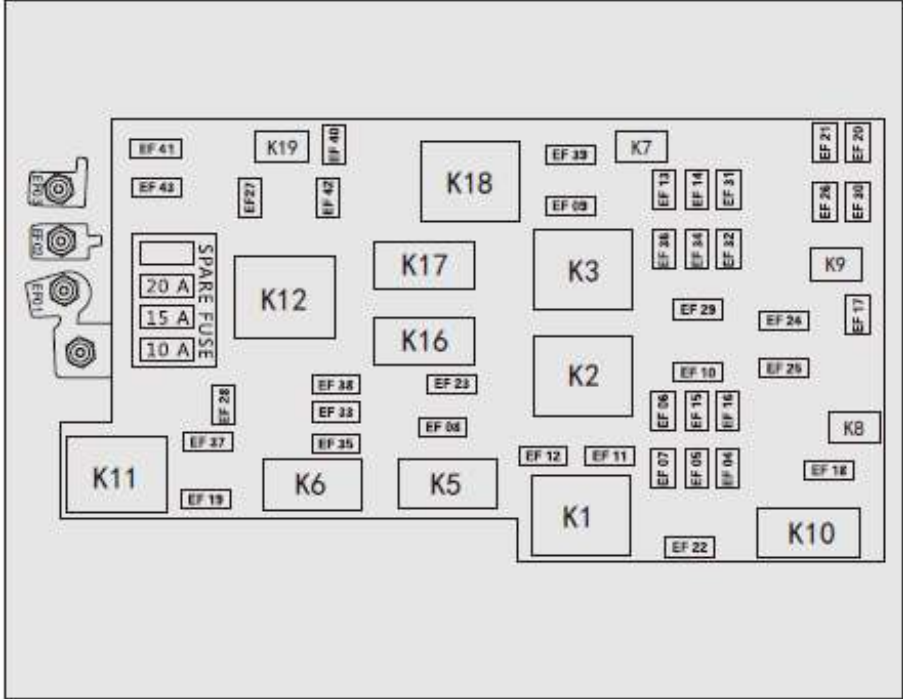 EF 41
K19
EF 40
K18
EF 39
K7
EF 21
EF 20
EF 43
EF27
EF 42
EF 09
EF 13
EF 14
EF 31
EF 26
EF 30
EF03
EF02
EF01
SPARE FUSE
20 A
15 A
10 A
K12
K17
K3
EF 36
EF 34
EF 32
K9
EF 29
EF 24
EF 17
K16
K2
EF 10
EF 25
EF 28
EF 38
EF 23
EF 33
EF 08
EF 06
EF 15
EF 16
K8
EF 37
EF 35
EF 12
EF 11
EF 07
EF 05
EF 04
EF 18
K11
EF 19
K6
K5
K1
EF 22
K10